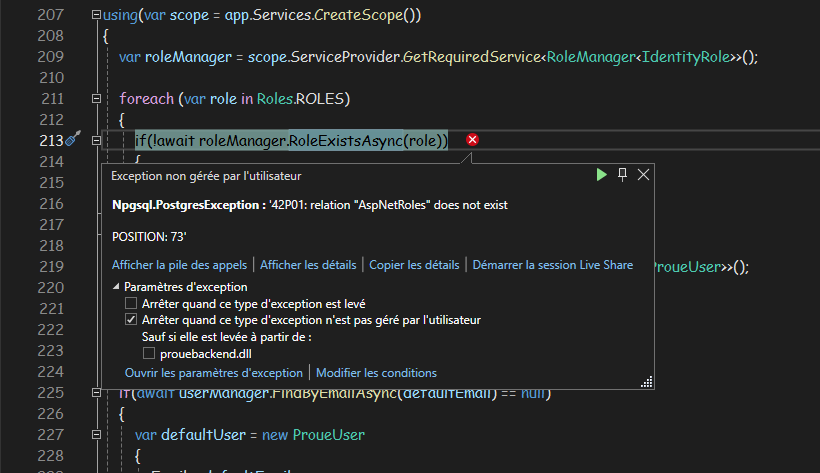 207 using(var scope = app.Services.CreateScope())
208 {
209 var roleManager = scope.ServiceProvider.GetRequiredService<RoleManager<IdentityRole>>();
210
211 foreach (var role in Roles.ROLES)
212 {
213 if(!await roleManager.RoleExistsAsync(role))
214 {
Exception non gérée par l'utilisateur
215
Npgsql.PostgresException : '42P01: relation "AspNetRoles" does not exist
216
217
POSITION: 73'
218
219 Afficher la pile des appels | Afficher les détails | Copier les détails | Démarrer la session Live Share ProueUser>>();
220 Paramètres d'exception
221 Arrêter quand ce type d'exception est levé
Arrêter quand ce type d'exception n'est pas géré par l'utilisateur
222
Sauf si elle est levée à partir de :
223 prouebackend.dll
224 Ouvrir les paramètres d'exception | Modifier les conditions
225 if(await userManager.FindByEmailAsync(defaultEmail) == null)
226 {
227 var defaultUser = new ProueUser
228 {